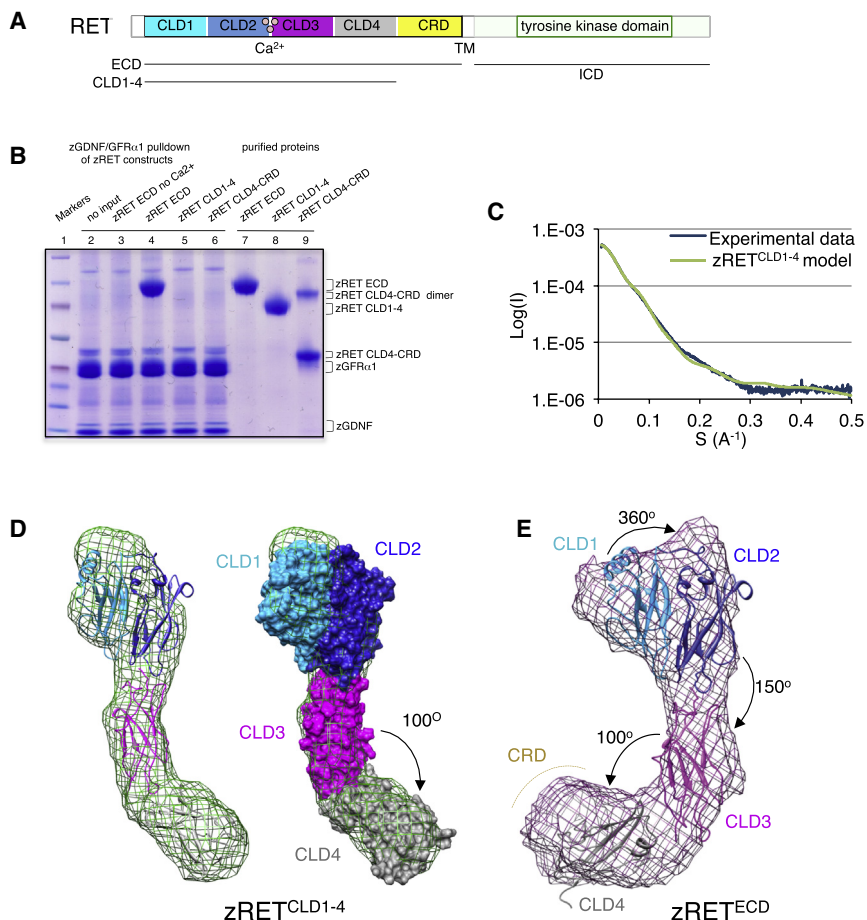 A
RET
CLD1 CLD2 CLD3 CLD4 CRD tyrosine kinase domain
Ca2+ TM
ECD ICD
CLD1-4
B
zGDNF/GFRα1 pulldown of zRET constructs
purified proteins
Markers
no input
zRET ECD no Ca2+
zRET ECD
zRET CLD1-4
zRET CLD4-CRD
zRET ECD
zRET CLD1-4
zRET CLD4-CRD
1 2 3 4 5 6 7 8 9
zRET ECD
zRET CLD4-CRD dimer
zRET CLD1-4
zRET CLD4-CRD
zGFRα1
zGDNF
C
1.E-03
1.E-04
1.E-05
1.E-06
Log(I)
Experimental data
zRETCLD1-4 model
0 0.1 0.2 0.3 0.4 0.5
S (A-1)
D
CLD1
CLD2
CLD3
100O
CLD4
zRETCLD1-4
E
360o
CLD1
CLD2
150o
100o
CRD
CLD3
CLD4
zRETECD